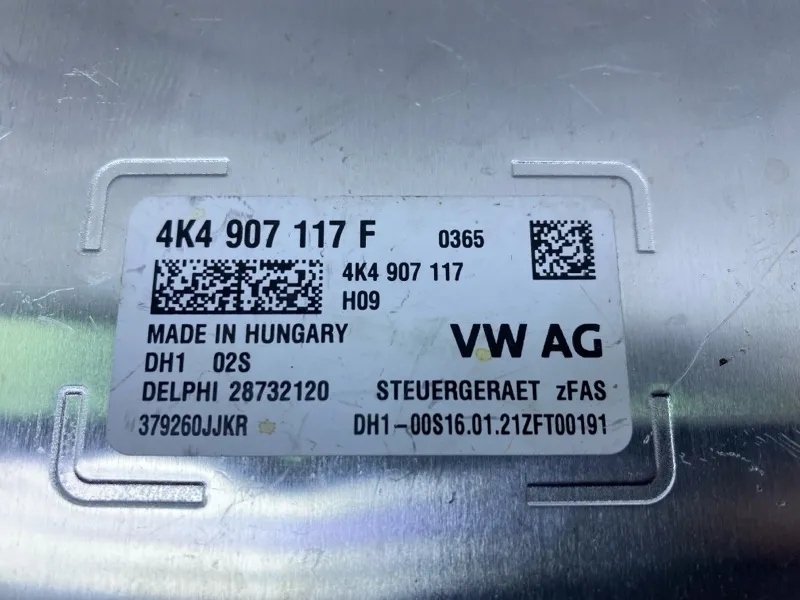 4K4 907 117 F 0365
4K4 907 117
H09
MADE IN HUNGARY
VW AG
DH1 02S
DELPHI 28732120 STEUERGERAET zFAS
379260JJKR DH1-00S16.01.21ZFT00191